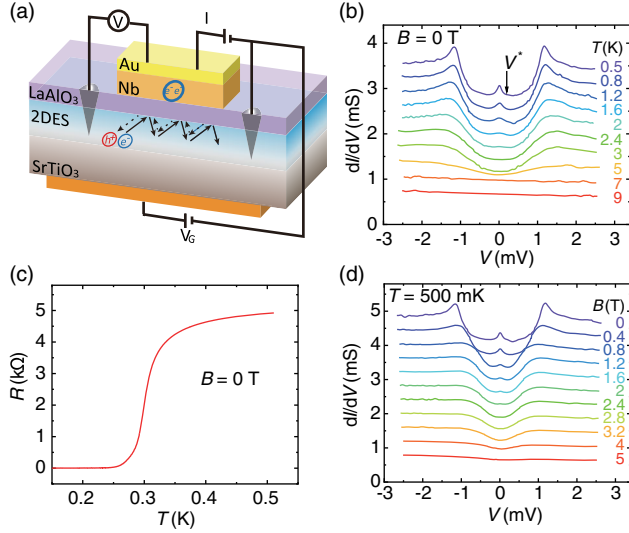 (a)
V
I
Au
Nb
e⁻ e⁻
LaAlO₃
2DES
h⁺ e⁻
SrTiO₃
V_G
(b)
B = 0 T
V*
T(K)
0.5
0.8
1.2
1.6
2
2.4
3
5
7
9
dI/dV (mS)
4
3
2
1
0
-3 -2 -1 0 1 2 3
V (mV)
(c)
R (kΩ)
5
4
3
2
1
0
B = 0 T
0.2 0.3 0.4 0.5
T (K)
(d)
T = 500 mK
B(T)
0
0.4
0.8
1.2
1.6
2
2.4
2.8
3.2
4
5
dI/dV (mS)
5
4
3
2
1
0
-3 -2 -1 0 1 2 3
V (mV)